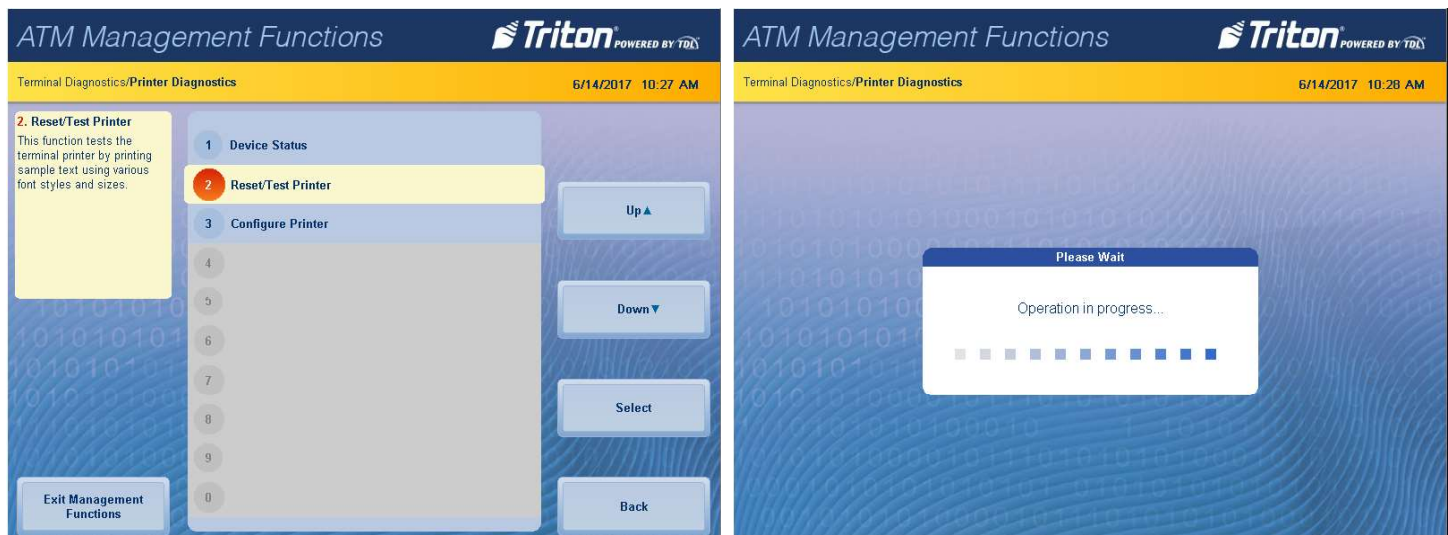 ATM Management Functions
Triton POWERED BY TDL
Terminal Diagnostics/Printer Diagnostics
6/14/2017 10:27 AM
2. Reset/Test Printer
This function tests the
terminal printer by printing
sample text using various
font styles and sizes.
1 Device Status
2 Reset/Test Printer
3 Configure Printer
4
5
6
7
8
9
0
Up▲
Down▼
Select
Back
Exit Management
Functions
ATM Management Functions
Triton POWERED BY TDL
Terminal Diagnostics/Printer Diagnostics
6/14/2017 10:28 AM
Please Wait
Operation in progress...